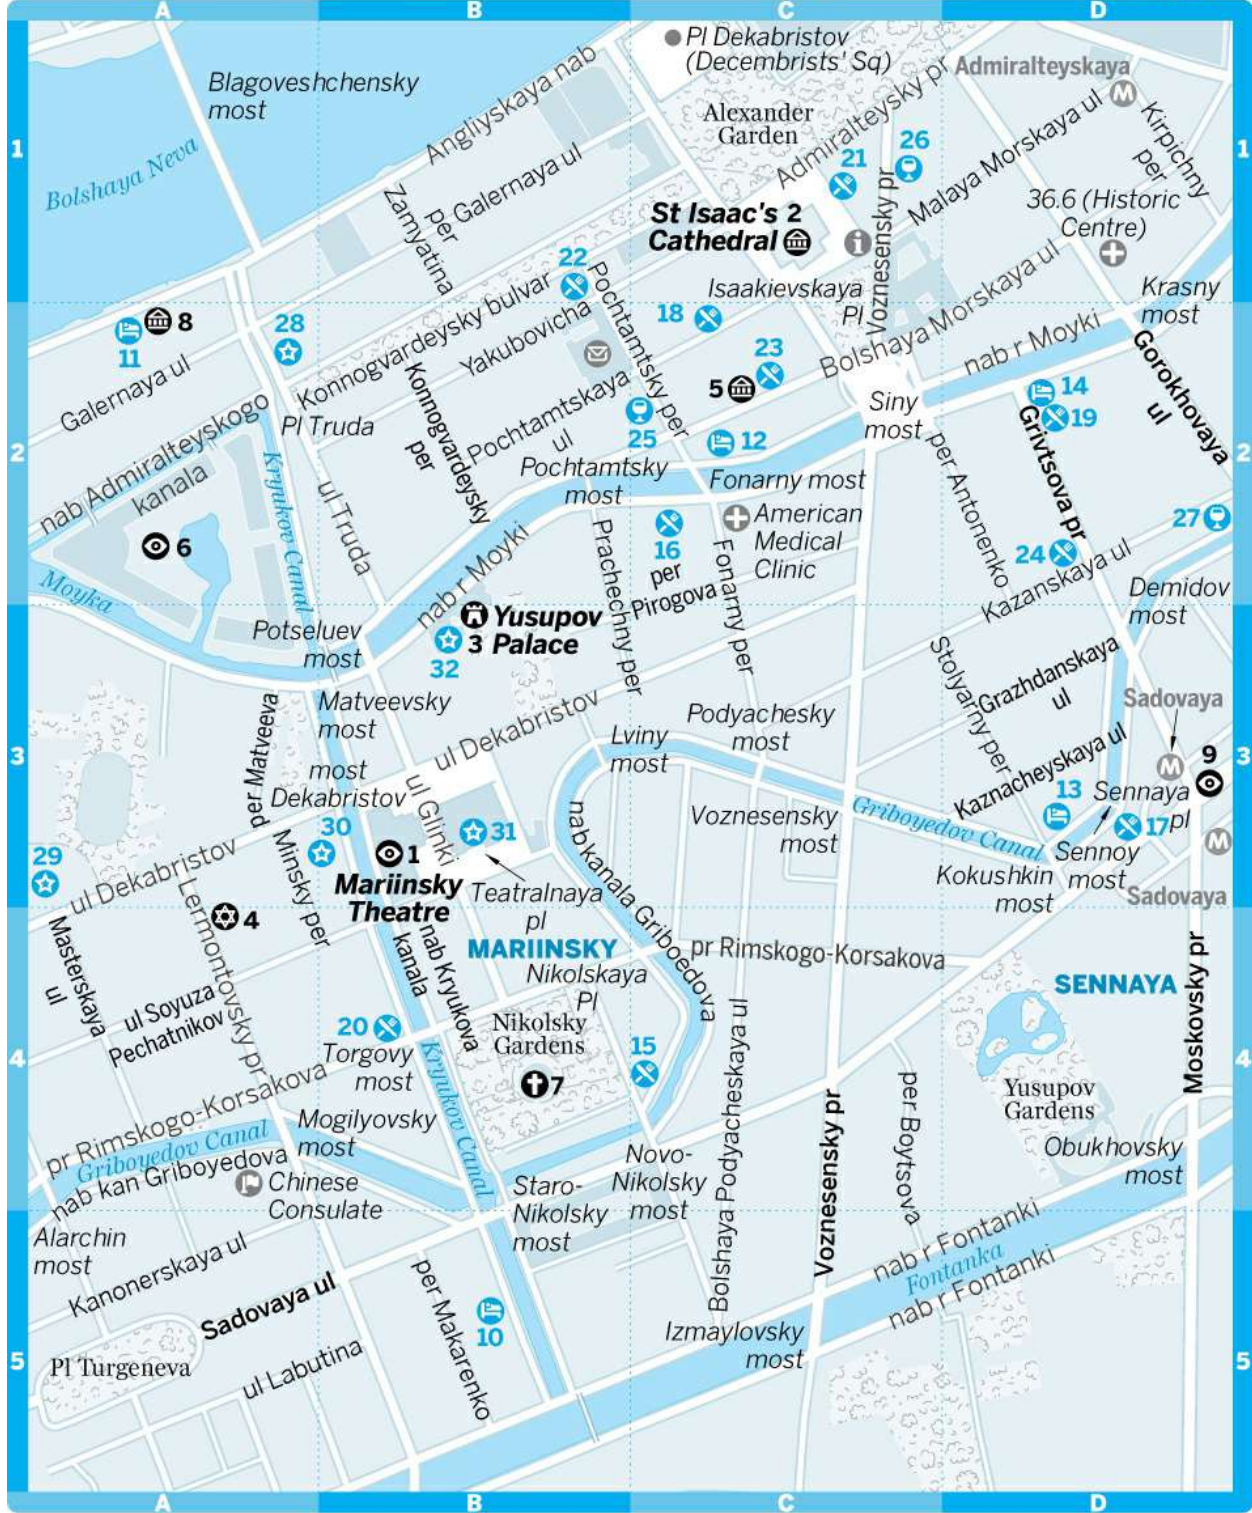 A
B
C
D
1
Pl Dekabristov
(Decembrists' Sq)
Admiralteyskaya
M
Blagoveshchensky
most
Angliyskaya nab
Alexander
Garden
Admiralteysky pr
Malaya Morskaya ul
Kirpichny
per
1
Bolshaya Neva
Galernaya ul
Zamyatina
per
21
26
St Isaac's 2
Cathedral
i
Voznesensky pr
36.6 (Historic
Centre)
22
Konnogvardeysky bulvar
Pochtamtsky per
Isaakievskaya
Pl
Bolshaya Morskaya ul
Krasny
most
8
11
28
18
Yakubovicha
23
5
nab r Moyki
Gorokhovaya
ul
Galernaya ul
Konnogvardeysky
per
Pochtamtskaya
ul
14
19
Siny
most
Grivtsova pr
Pl Truda
25
12
2
2
nab Admiralteyskogo
kanala
Kryukov Canal
ul Truda
Pochtamtsky
most
Fonarny most
per Antonenko
27
6
16
American
Medical
Clinic
24
Kazanskaya ul
Moyka
nab r Moyki
Prachechny per
per
Pirogova
Fonarny per
Demidov
most
Potseluev
most
Yusupov
3 Palace
32
Stolyarny per
Grazhdanskaya
ul
Sadovaya
Matveevsky
most
per Matveeva
ul Dekabristov
Lviny
most
Podyachesky
most
Kaznacheyskaya ul
M
9
3
3
most
Dekabristov
ul Glinki
nab kanala Griboedova
Voznesensky
most
Griboyedov Canal
13
Sennaya
pl
17
M
30
31
1
Mariinsky
Theatre
Minsky per
Teatralnaya
pl
Sennoy
most
Kokushkin
most
Sadovaya
29
ul Dekabristov
4
Lermontovsky pr
Masterskaya
ul
MARIINSKY
pr Rimskogo-Korsakova
SENNAYA
Moskovsky pr
nab Kryukova
kanala
Nikolskaya
Pl
ul Soyuza
Pechatnikov
20
Torgovy
most
Nikolsky
Gardens
7
15
4
4
Kryukov Canal
pr Rimskogo-Korsakova
Bolshaya Podyacheskaya ul
Voznesensky pr
per Boytsova
Yusupov
Gardens
Obukhovsky
most
Mogilyovsky
most
Griboyedov Canal
nab kan Griboyedova
Chinese
Consulate
Staro-
Nikolsky
most
Novo-
Nikolsky
most
Alarchin
most
Kanonerskaya ul
Sadovaya ul
per Makarenko
10
nab r Fontanki
Fontanka
nab r Fontanki
Izmaylovsky
most
5
5
Pl Turgeneva
ul Labutina
A
B
C
D